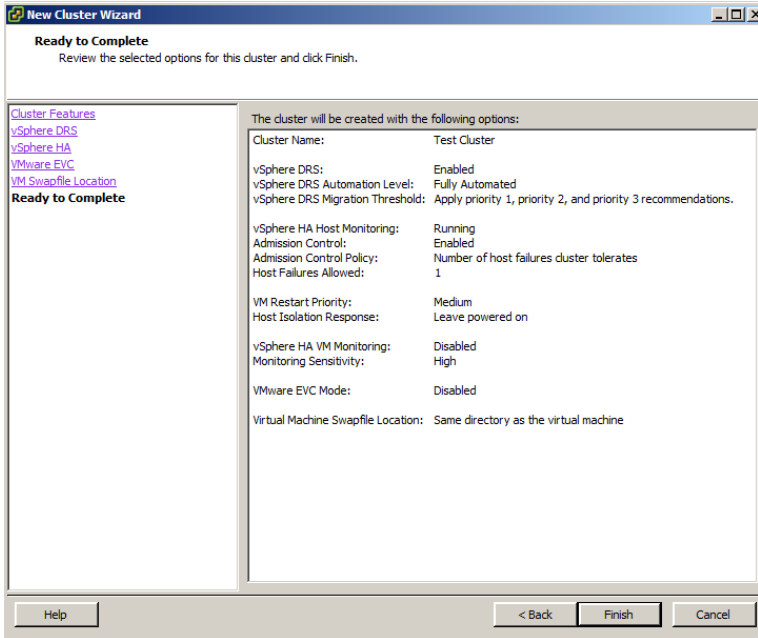 New Cluster Wizard
Ready to Complete
Review the selected options for this cluster and click Finish.
Cluster Features
vSphere DRS
vSphere HA
VMware EVC
VM Swapfile Location
Ready to Complete
The cluster will be created with the following options:
Cluster Name: Test Cluster
vSphere DRS: Enabled
vSphere DRS Automation Level: Fully Automated
vSphere DRS Migration Threshold: Apply priority 1, priority 2, and priority 3 recommendations.
vSphere HA Host Monitoring: Running
Admission Control: Enabled
Admission Control Policy: Number of host failures cluster tolerates
Host Failures Allowed: 1
VM Restart Priority: Medium
Host Isolation Response: Leave powered on
vSphere HA VM Monitoring: Disabled
Monitoring Sensitivity: High
VMware EVC Mode: Disabled
Virtual Machine Swapfile Location: Same directory as the virtual machine
Help
< Back
Finish
Cancel